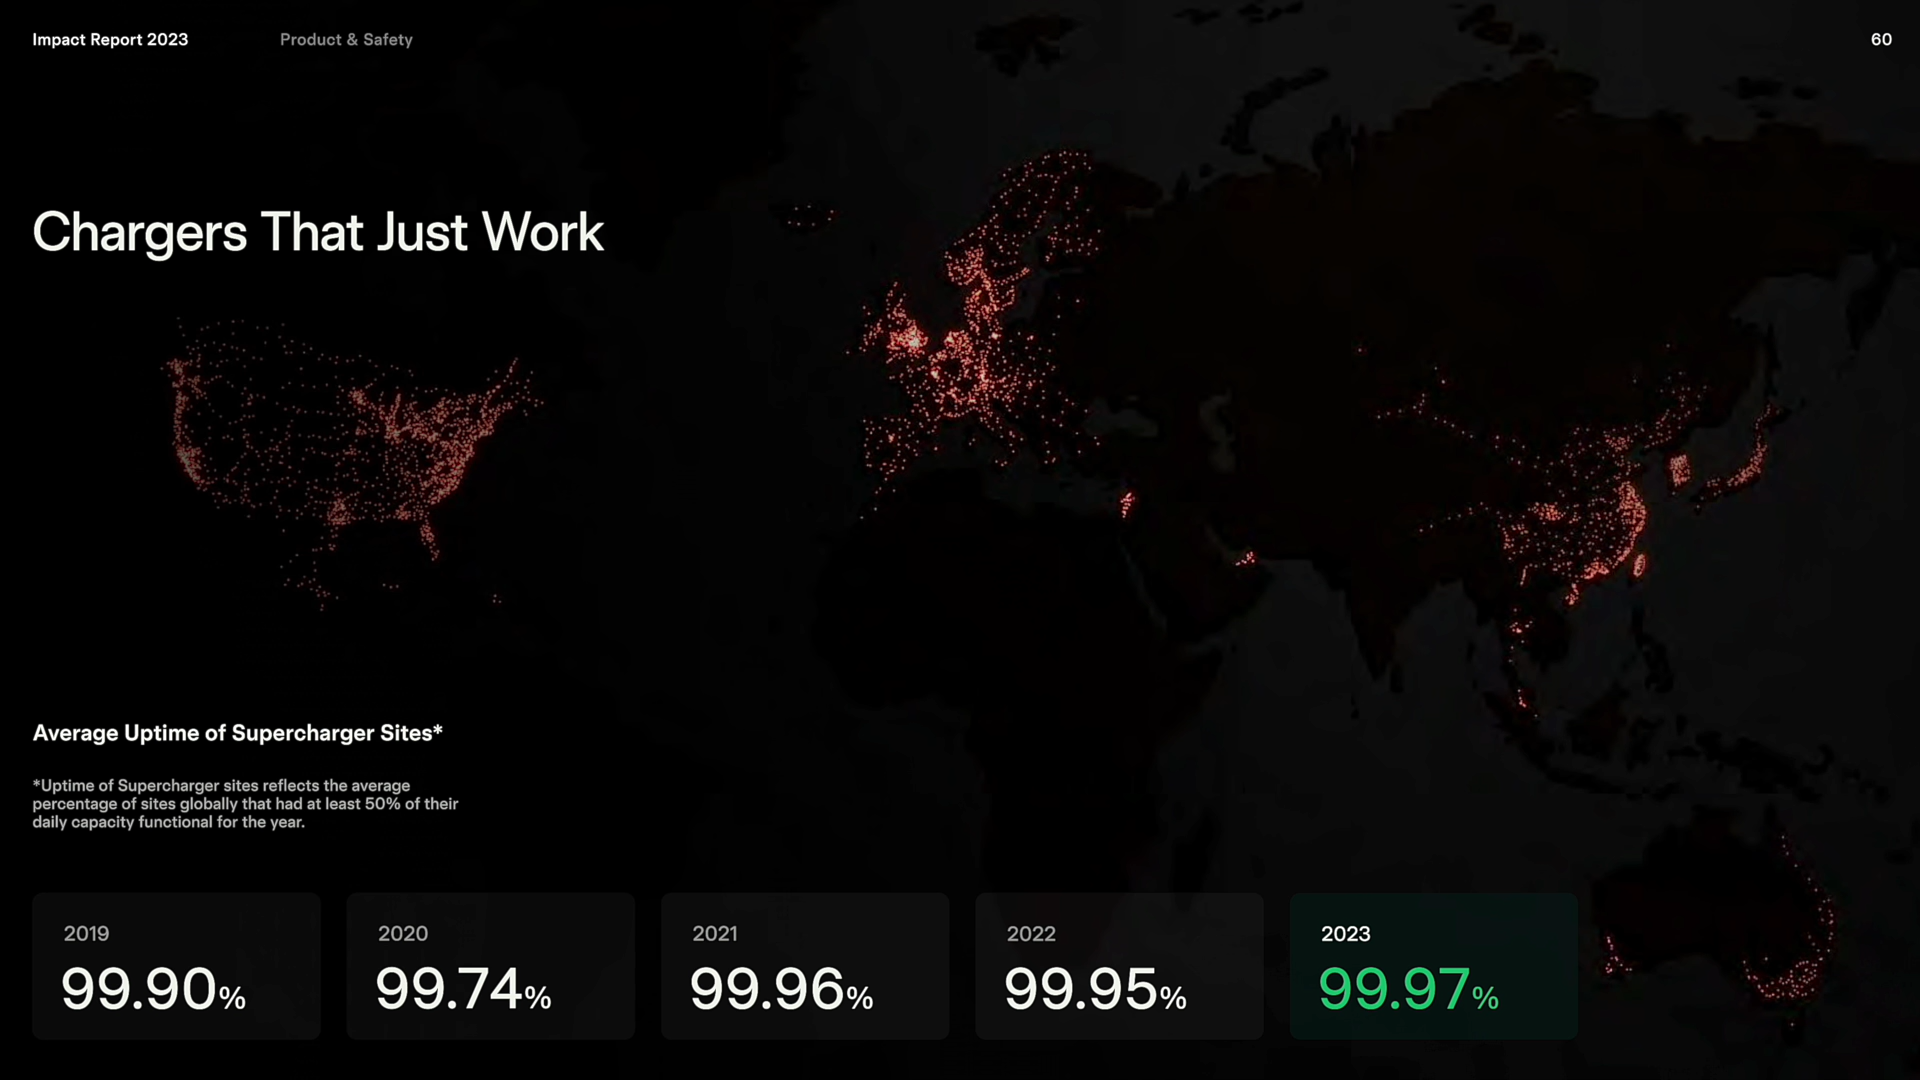 Impact Report 2023
Product & Safety
60
Chargers That Just Work
Average Uptime of Supercharger Sites*
*Uptime of Supercharger sites reflects the average
percentage of sites globally that had at least 50% of their
daily capacity functional for the year.
2019
99.90%
2020
99.74%
2021
99.96%
2022
99.95%
2023
99.97%